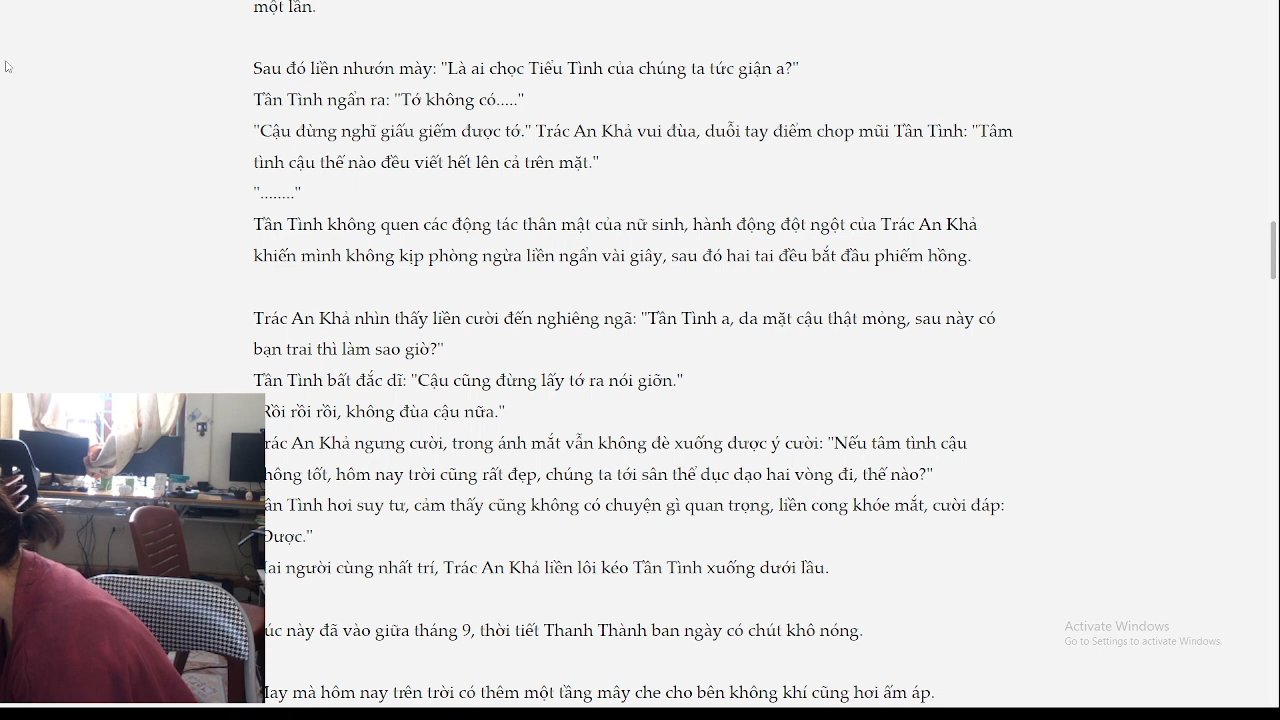 một lần.
Sau đó liền nhướn mày: "Là ai chọc Tiểu Tình của chúng ta tức giận a?"
Tần Tình ngẩn ra: "Tớ không có....."
"Cậu dừng nghĩ giấu giếm dược tó." Trác An Khả vui đùa, duỗi tay diểm chop mũi Tần Tình: "Tâm
tình cậu thế nào đều viết hết lên cả trên mặt."
"........"
Tần Tình không quen các động tác thân mật của nữ sinh, hành động đột ngột của Trác An Khả
khiến mình không kịp phòng ngừa liền ngẩn vài giây, sau đó hai tai đều bắt đầu phiếm hồng.
Trác An Khả nhìn thấy liền cười đến nghiêng ngã: "Tần Tình a, da mặt cậu thật mỏng, sau này có
bạn trai thì làm sao giờ?"
Tần Tình bất đắc dĩ: "Cậu cũng đừng lấy tớ ra nói giỡn."
Rồi rồi rồi, không đùa cậu nữa."
rác An Khả ngưng cười, trong ánh mắt vẫn không dè xuống dược ý cười: "Nếu tâm tình cậu
hông tốt, hôm nay trời cũng rất đẹp, chúng ta tới sân thể dục dạo hai vòng đi, thế nào?"
ần Tình hơi suy tư, cảm thấy cũng không có chuyện gì quan trọng, liền cong khóe mắt, cười dáp:
Được."
ai người cùng nhất trí, Trác An Khả liền lôi kéo Tần Tình xuống dưới lầu.
úc này đã vào giữa tháng 9, thời tiết Thanh Thành ban ngày có chút khô nóng.
May mà hôm nay trên trời có thêm một tầng mây che cho bên không khí cũng hơi ấm áp.
Activate Windows
Go to Settings to activate Windows.